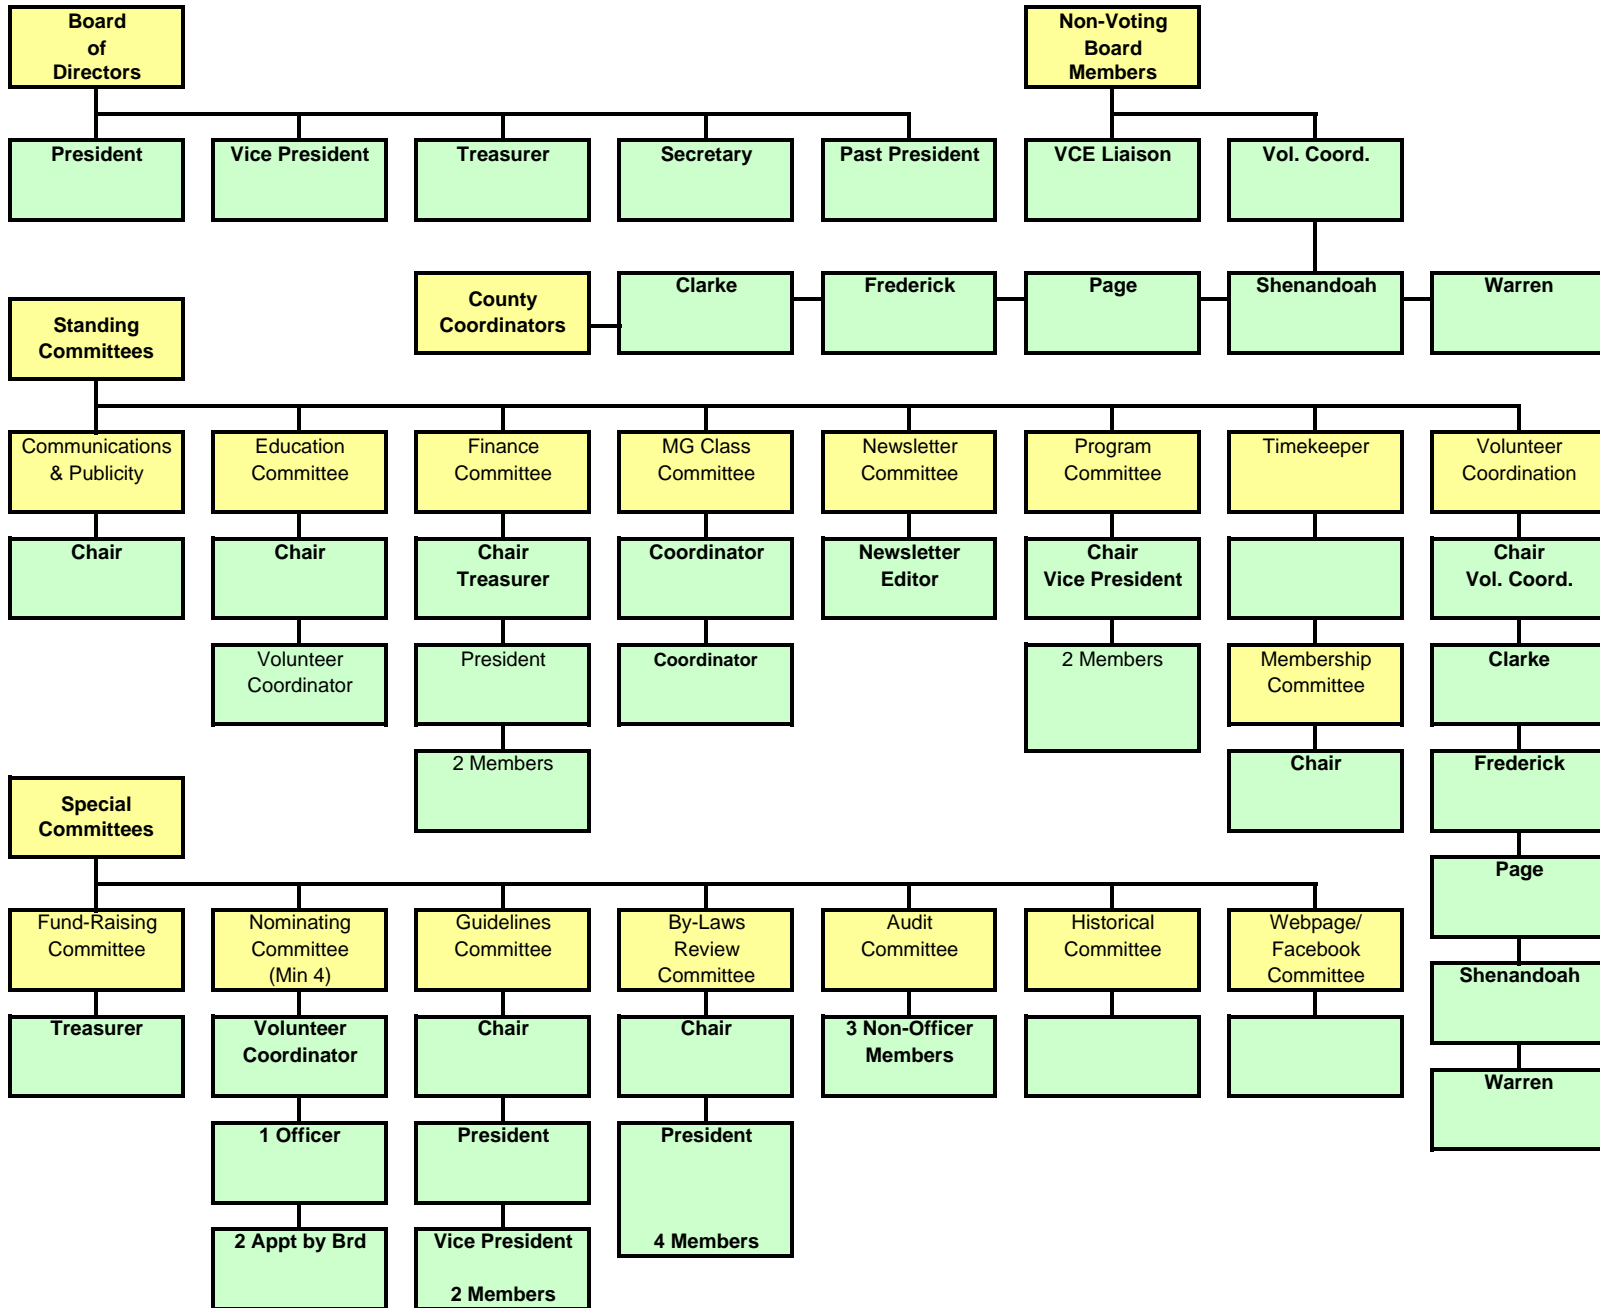 Board
of
Directors
Non-Voting
Board
Members
President
Vice President
Treasurer
Secretary
Past President
VCE Liaison
Vol. Coord.
County
Coordinators
Clarke
Frederick
Page
Shenandoah
Warren
Standing
Committees
Communications
& Publicity
Education
Committee
Finance
Committee
MG Class
Committee
Newsletter
Committee
Program
Committee
Timekeeper
Volunteer
Coordination
Chair
Chair
Chair
Treasurer
Coordinator
Newsletter
Editor
Chair
Vice President
Chair
Vol. Coord.
Volunteer
Coordinator
President
Coordinator
2 Members
Membership
Committee
Clarke
2 Members
Chair
Frederick
Special
Committees
Page
Fund-Raising
Committee
Nominating
Committee
(Min 4)
Guidelines
Committee
By-Laws
Review
Committee
Audit
Committee
Historical
Committee
Webpage/
Facebook
Committee
Shenandoah
Treasurer
Volunteer
Coordinator
Chair
Chair
3 Non-Officer
Members
Warren
1 Officer
President
President
4 Members
2 Appt by Brd
Vice President
2 Members